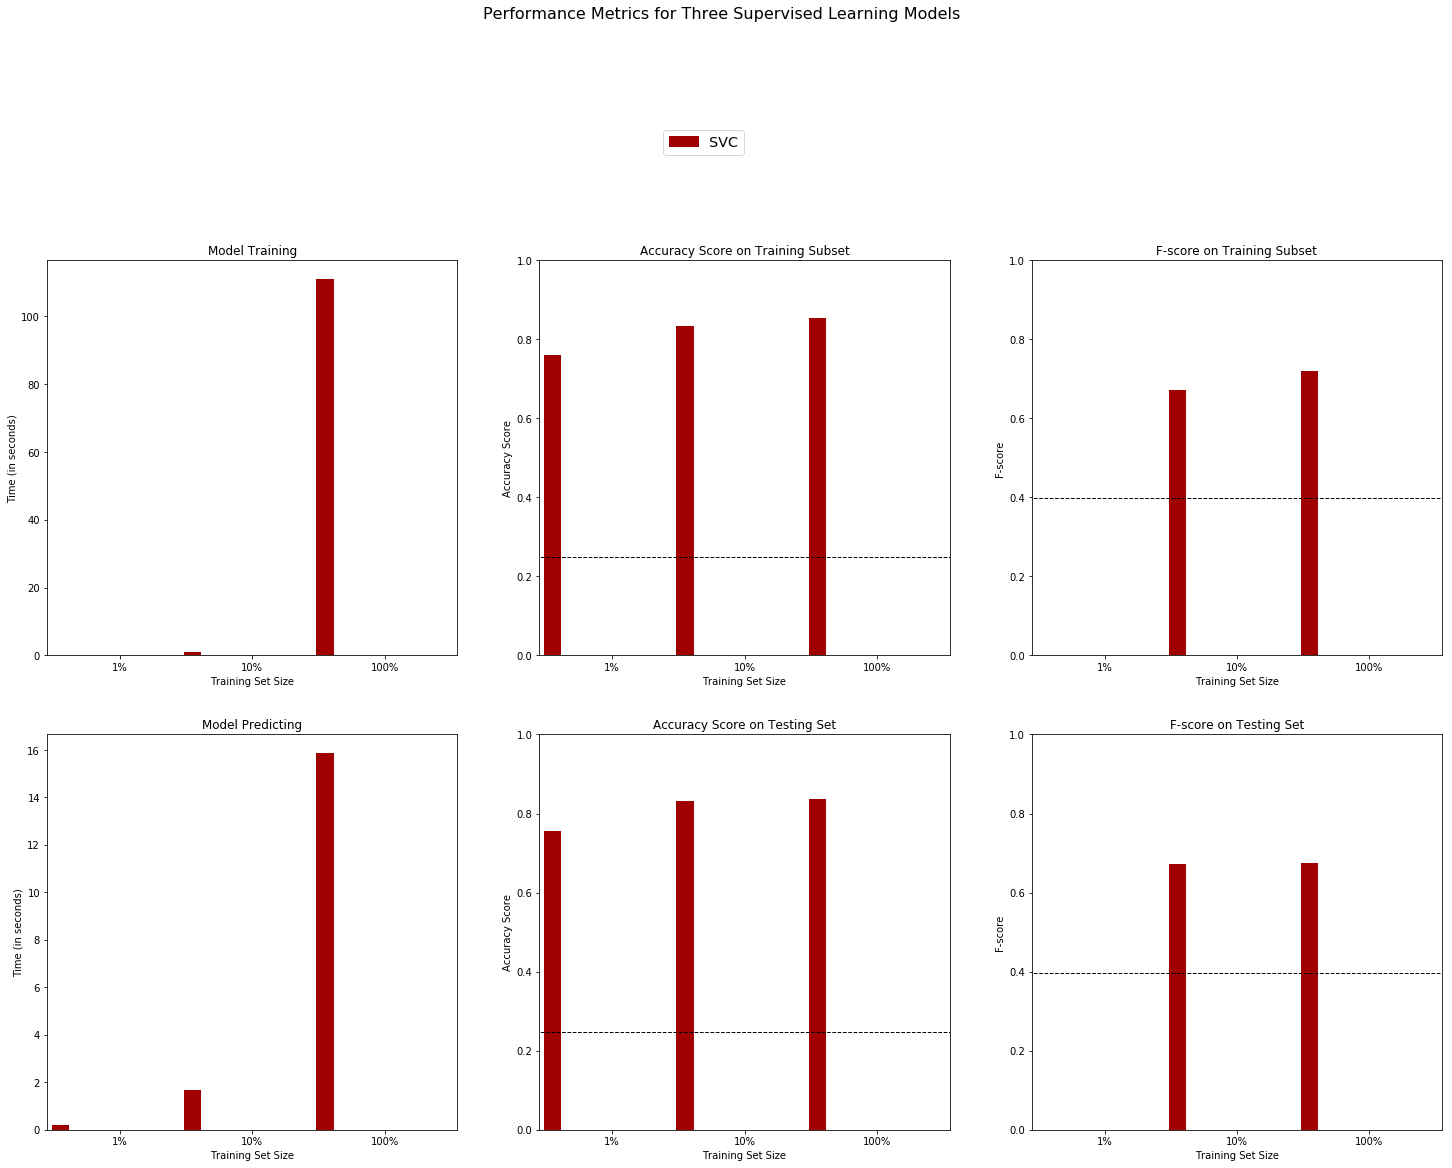 Performance Metrics for Three Supervised Learning Models
SVC
Model Training
Time (in seconds)
100
80
60
40
20
0
1% 10% 100%
Training Set Size
Accuracy Score on Training Subset
Accuracy Score
1.0
0.8
0.6
0.4
0.2
0.0
1% 10% 100%
Training Set Size
F-score on Training Subset
F-score
1.0
0.8
0.6
0.4
0.2
0.0
1% 10% 100%
Training Set Size
Model Predicting
Time (in seconds)
16
14
12
10
8
6
4
2
0
1% 10% 100%
Training Set Size
Accuracy Score on Testing Set
Accuracy Score
1.0
0.8
0.6
0.4
0.2
0.0
1% 10% 100%
Training Set Size
F-score on Testing Set
F-score
1.0
0.8
0.6
0.4
0.2
0.0
1% 10% 100%
Training Set Size